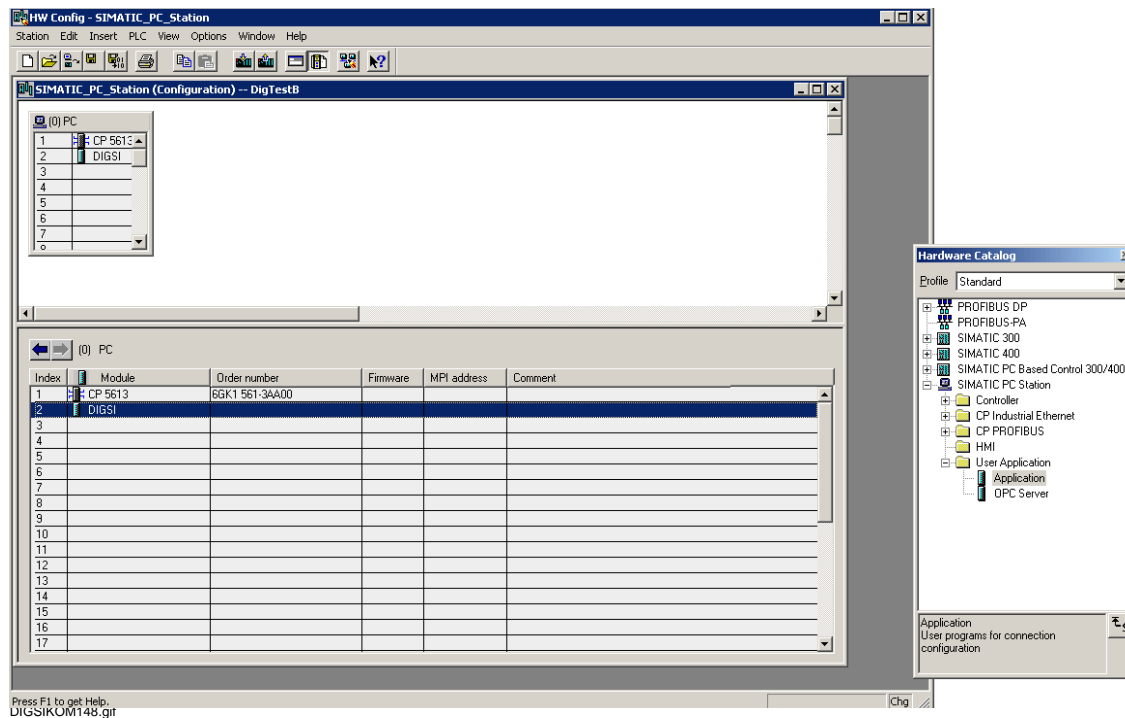 HW Config - SIMATIC_PC_Station
Station Edit Insert PLC View Options Window Help
SIMATIC_PC_Station (Configuration) -- DigTestB
(0) PC
1 CP 5613
2 DIGSI
3
4
5
6
7
(0) PC
Index Module Order number Firmware MPI address Comment
1 CP 5613 6GK1 561-3AA00
2 DIGSI
3
4
5
6
7
8
9
10
11
12
13
14
15
16
17
Hardware Catalog
Profile Standard
PROFIBUS DP
PROFIBUS-PA
SIMATIC 300
SIMATIC 400
SIMATIC PC Based Control 300/400
SIMATIC PC Station
Controller
CP Industrial Ethernet
CP PROFIBUS
HMI
User Application
Application
OPC Server
Application
User programs for connection
configuration
Press F1 to get Help.
Chg
DIGSIKOM148.gif